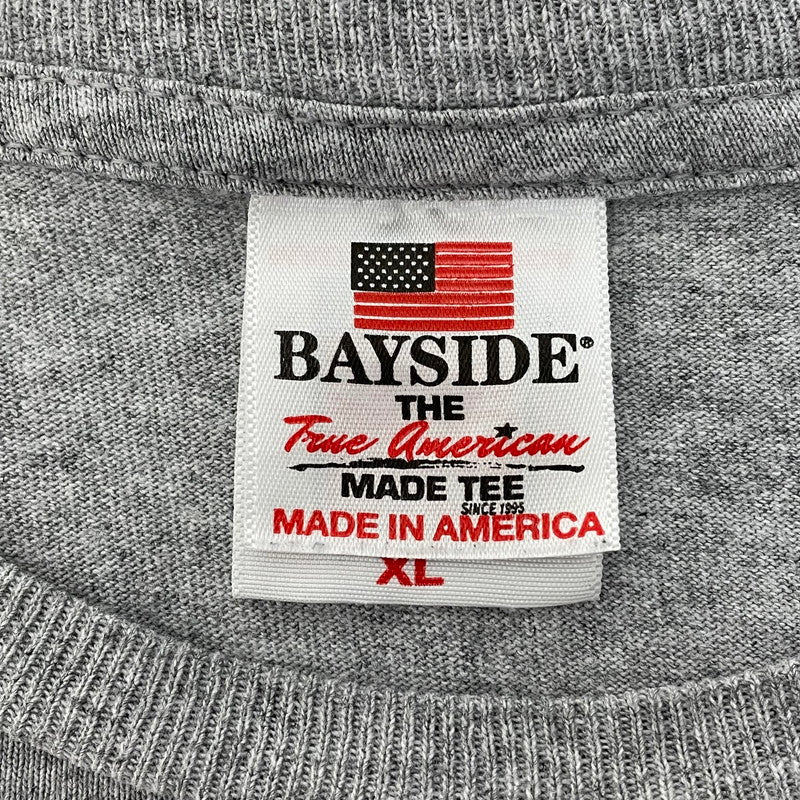 BAYSIDE®
THE
True American
MADE TEE
SINCE 1995
MADE IN AMERICA
XL